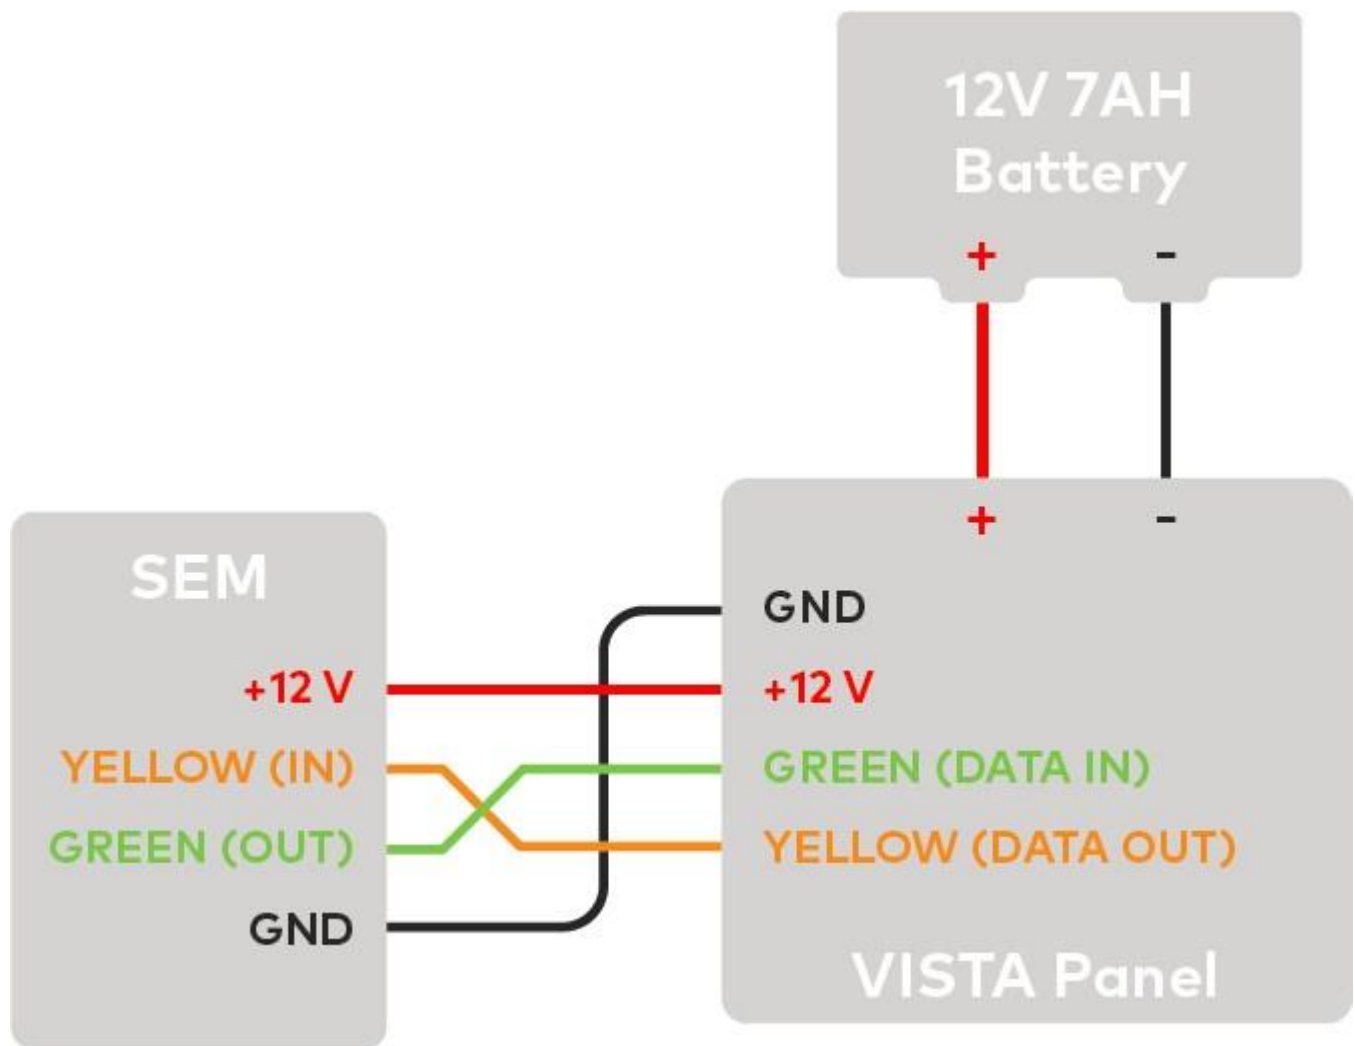 12V 7AH
Battery
+ -
+ -
SEM
+12 V
YELLOW (IN)
GREEN (OUT)
GND
GND
+12 V
GREEN (DATA IN)
YELLOW (DATA OUT)
VISTA Panel